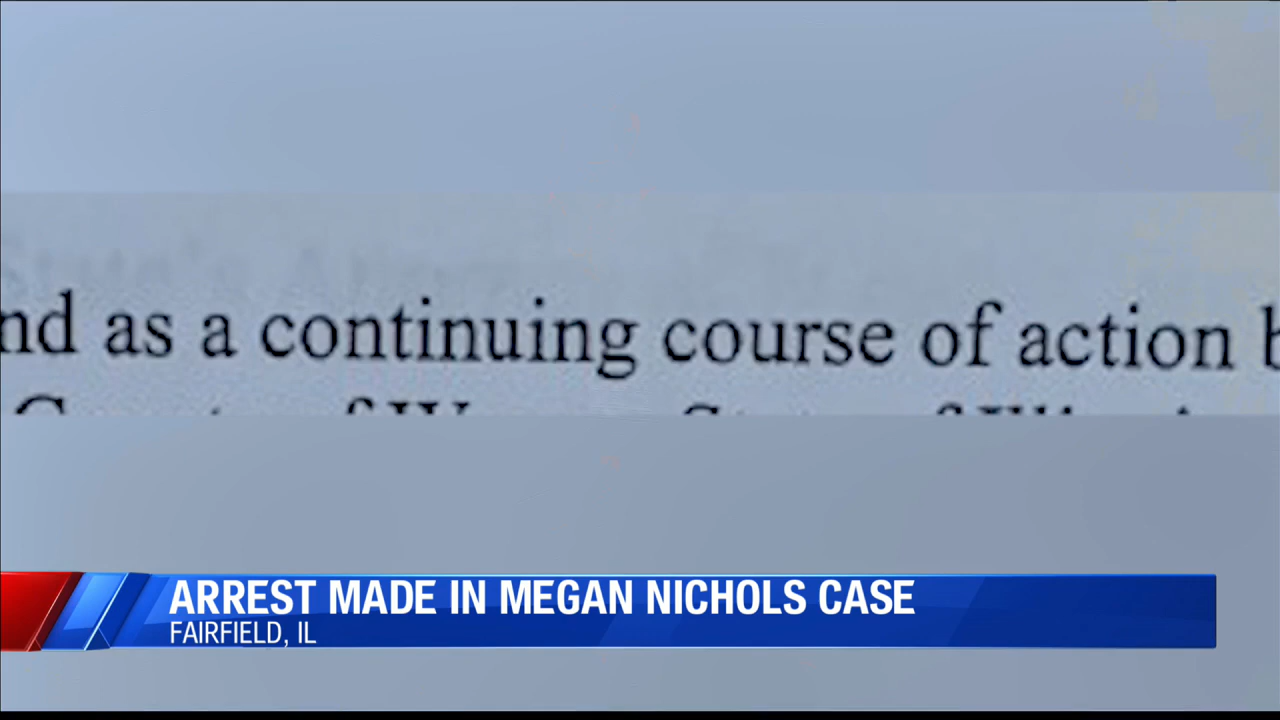 nd as a continuing course of action b
ARREST MADE IN MEGAN NICHOLS CASE
FAIRFIELD, IL